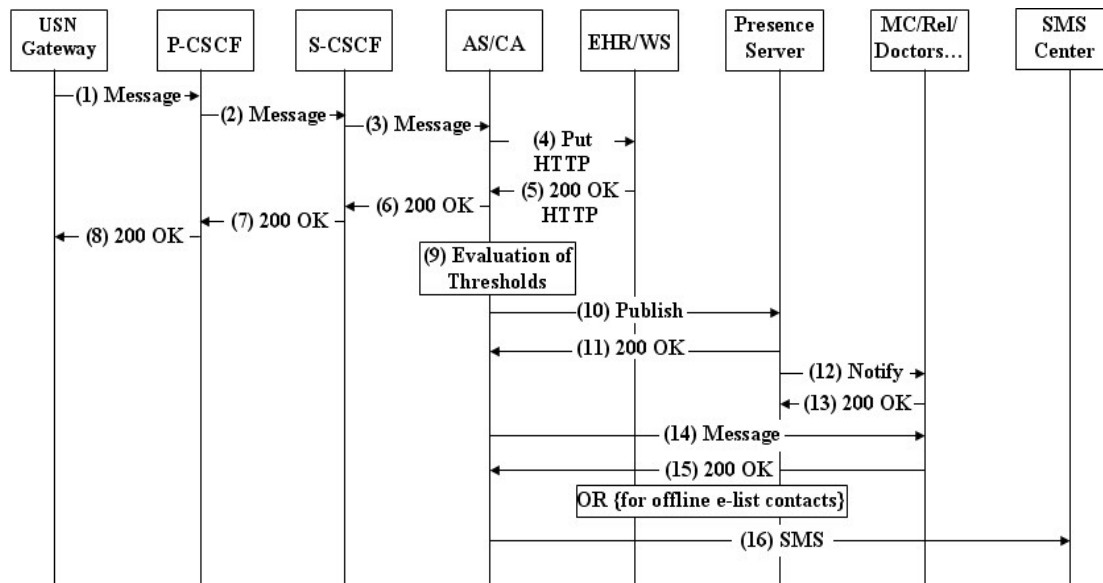 USN
Gateway
P-CSCF
S-CSCF
AS/CA
EHR/WS
Presence
Server
MC/Rel/
Doctors...
SMS
Center
(1) Message
(2) Message
(3) Message
(4) Put
HTTP
(5) 200 OK
HTTP
(6) 200 OK
(7) 200 OK
(8) 200 OK
(9) Evaluation of
Thresholds
(10) Publish
(11) 200 OK
(12) Notify
(13) 200 OK
(14) Message
(15) 200 OK
OR {for offline e-list contacts}
(16) SMS